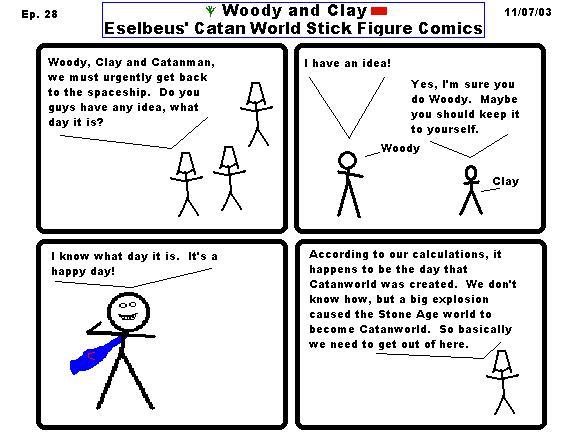 Ep. 28
Woody and Clay
11/07/03
Eselbeus' Catan World Stick Figure Comics
Woody, Clay and Catanman,
we must urgently get back
to the spaceship. Do you
guys have any idea, what
day it is?
I have an idea!
Yes, I'm sure you
do Woody. Maybe
you should keep it
to yourself.
Woody
Clay
I know what day it is. It's a
happy day!
According to our calculations, it
happens to be the day that
Catanworld was created. We don't
know how, but a big explosion
caused the Stone Age world to
become Catanworld. So basically
we need to get out of here.